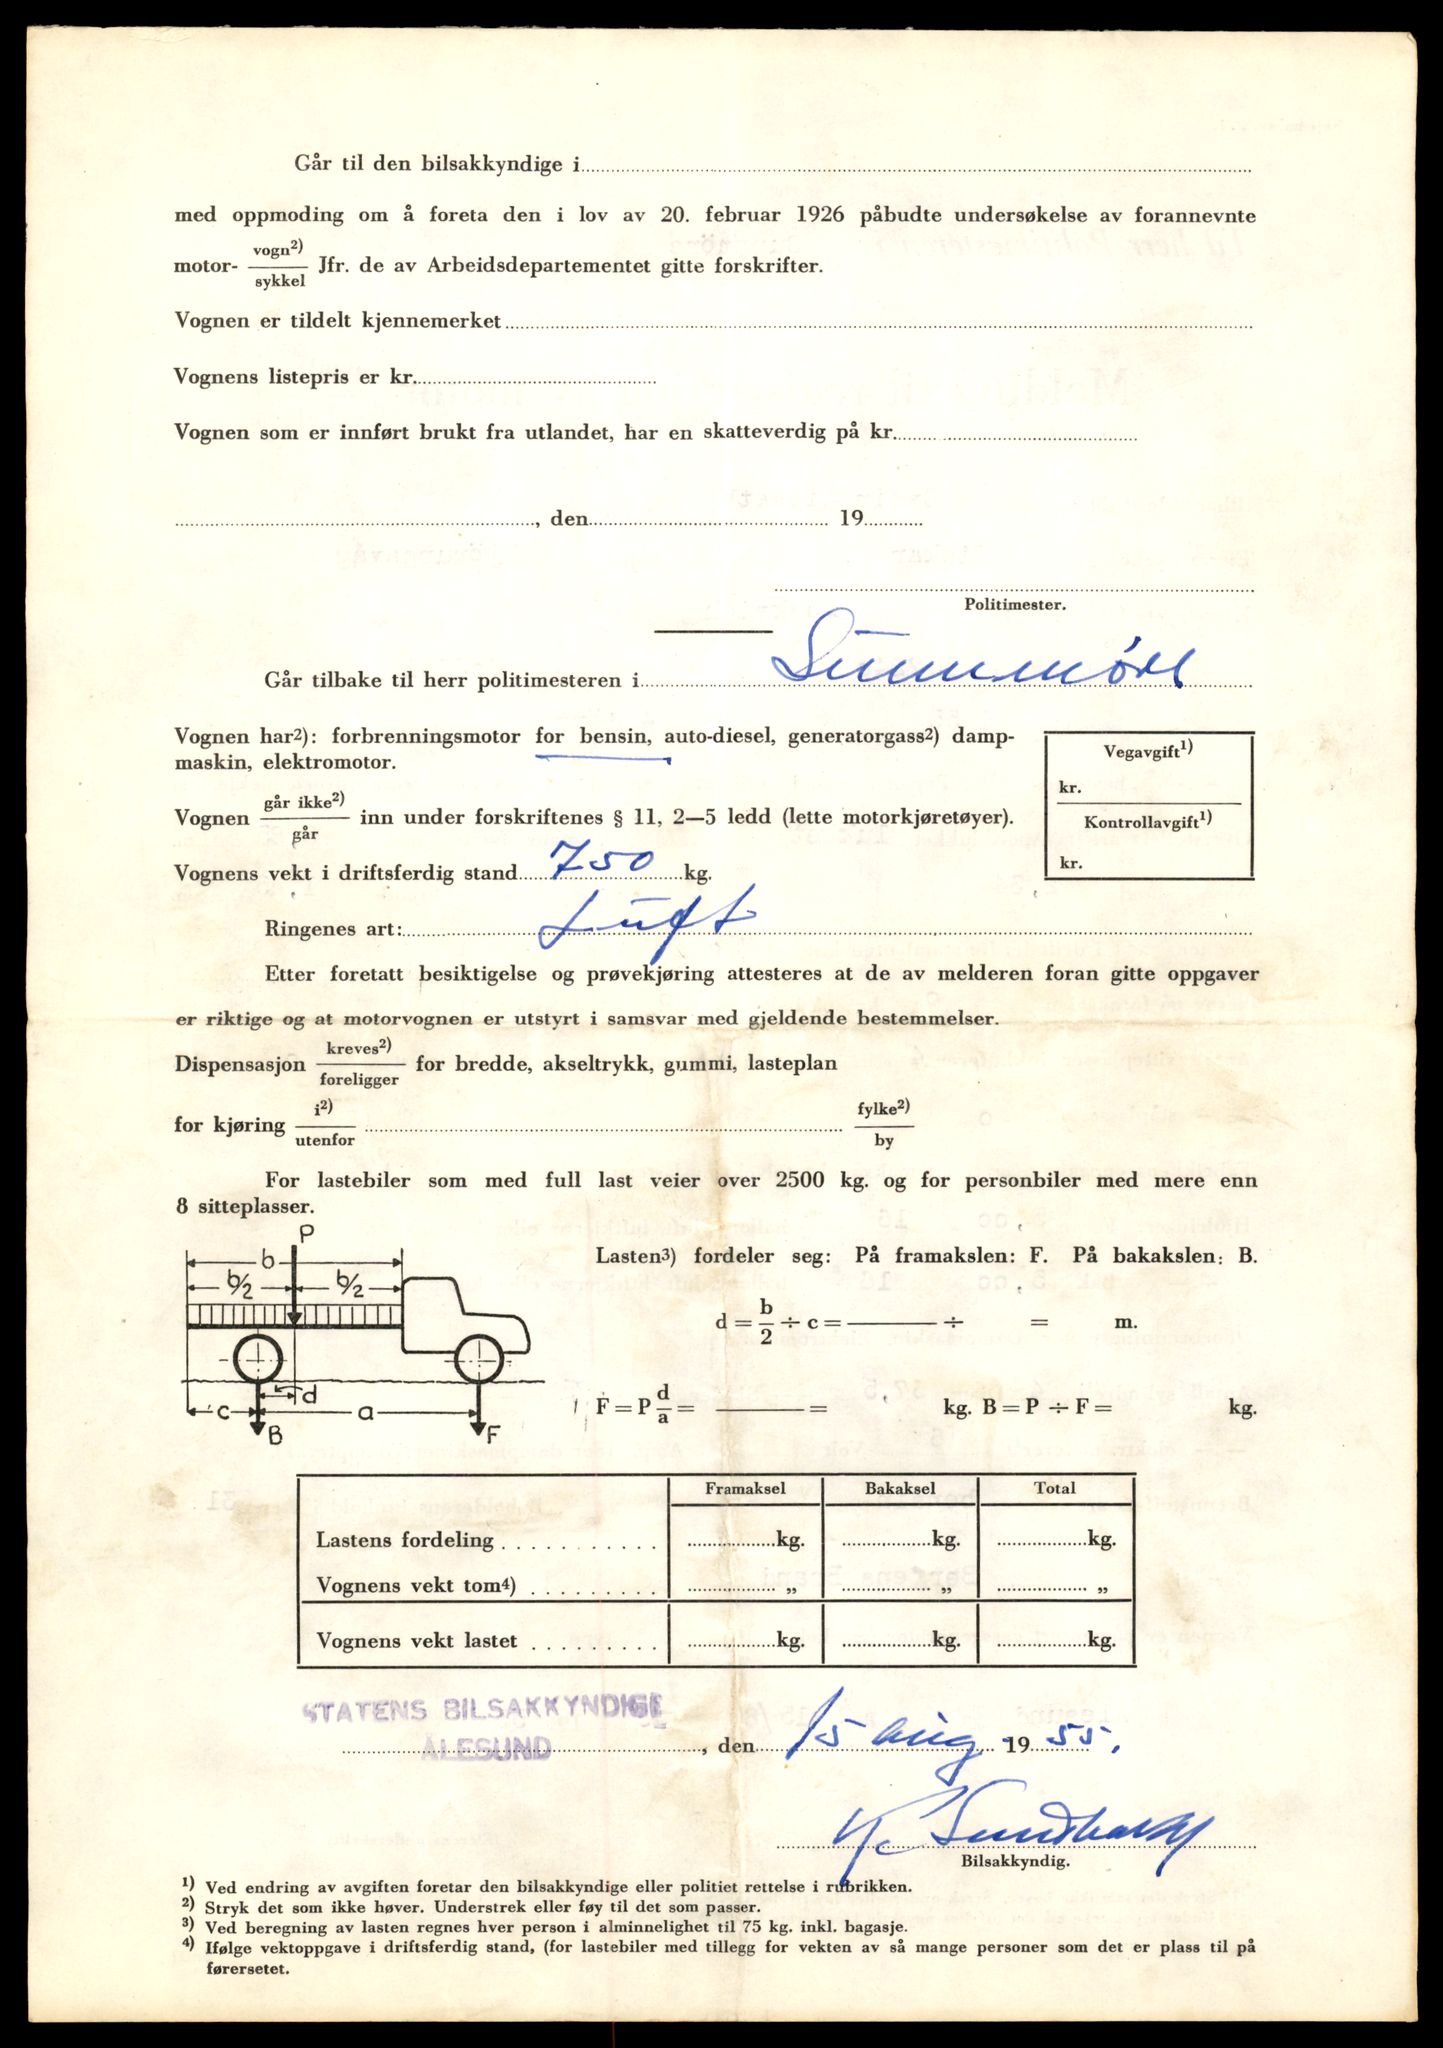 Går til den bilsakkyndige i
med oppmoding om å foreta den i lov av 20. februar 1926 påbudte undersøkelse av forannevnte
motor- vogn2) / sykkel Jfr. de av Arbeidsdepartementet gitte forskrifter.
Vognen er tildelt kjennemerket
Vognens listepris er kr.
Vognen som er innført brukt fra utlandet, har en skatteverdig på kr.
, den 19
Politimester.
Går tilbake til herr politimesteren i Sunnmøre
Vognen har2): forbrenningsmotor for bensin, auto-diesel, generatorgass2) damp-
maskin, elektromotor.
Vegavgift1)
kr.
Kontrollavgift1)
kr.
Vognen går ikke2) / går inn under forskriftenes § 11, 2—5 ledd (lette motorkjøretøyer).
Vognens vekt i driftsferdig stand 750 kg.
Ringenes art: Luft
Etter foretatt besiktigelse og prøvekjøring attesteres at de av melderen foran gitte oppgaver
er riktige og at motorvognen er utstyrt i samsvar med gjeldende bestemmelser.
Dispensasjon kreves2) / foreligger for bredde, akseltrykk, gummi, lasteplan
for kjøring i2) / utenfor fylke2) / by
For lastebiler som med full last veier over 2500 kg. og for personbiler med mere enn
8 sitteplasser.
P
b
b/2 b/2
d
c a
B F
Lasten3) fordeler seg: På framakslen: F. På bakakslen: B.
d = b/2 ÷ c = ÷ = m.
F = P d/a = = kg. B = P ÷ F = kg.
Framaksel Bakaksel Total
Lastens fordeling . . . . . . . . . . . kg. kg. kg.
Vognens vekt tom4) . . . . . . . . . „ „ „
Vognens vekt lastet . . . . . . . . . kg. kg. kg.
STATENS BILSAKKYNDIGE
ÅLESUND , den 15 aug. 1955.
Bilsakkyndig.
1) Ved endring av avgiften foretar den bilsakkyndige eller politiet rettelse i rubrikken.
2) Stryk det som ikke høver. Understrek eller føy til det som passer.
3) Ved beregning av lasten regnes hver person i alminnelighet til 75 kg. inkl. bagasje.
4) Ifølge vektoppgave i driftsferdig stand, (for lastebiler med tillegg for vekten av så mange personer som det er plass til på
førersetet.